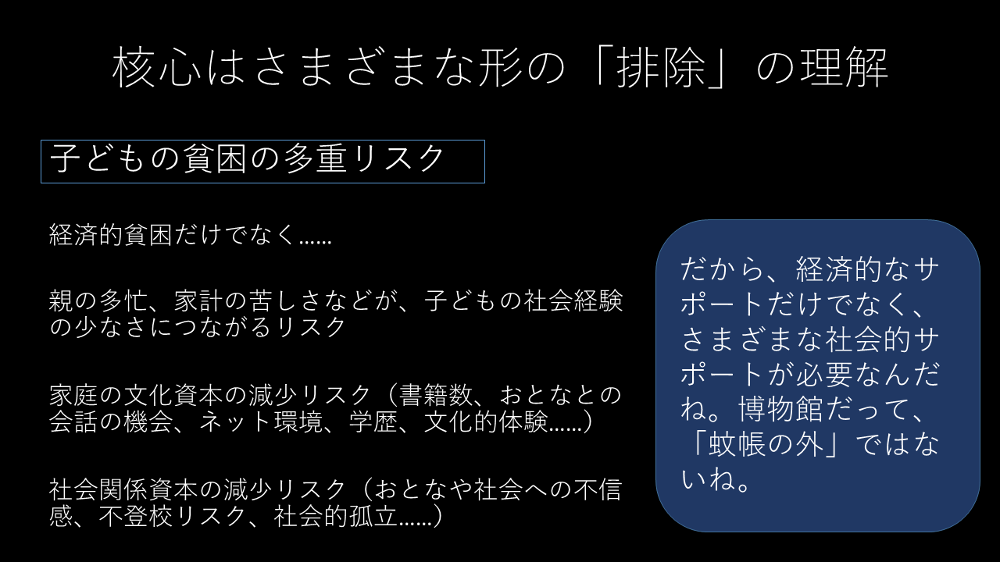 核心はさまざまな形の「排除」の理解
子どもの貧困の多重リスク
経済的貧困だけでなく……
親の多忙、家計の苦しさなどが、子どもの社会経験
の少なさにつながるリスク
家庭の文化資本の減少リスク（書籍数、おとなとの
会話の機会、ネット環境、学歴、文化的体験……）
社会関係資本の減少リスク（おとなや社会への不信
感、不登校リスク、社会的孤立……）
だから、経済的なサ
ポートだけでなく、
さまざまな社会的サ
ポートが必要なんだ
ね。博物館だって、
「蚊帳の外」ではな
いね。